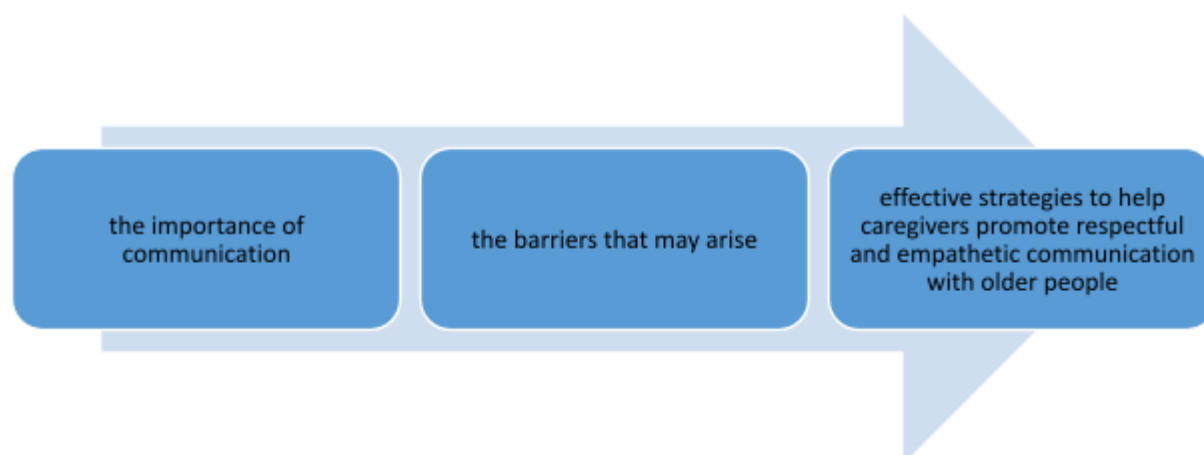 the importance of
communication
the barriers that may arise
effective strategies to help
caregivers promote respectful
and empathetic communication
with older people